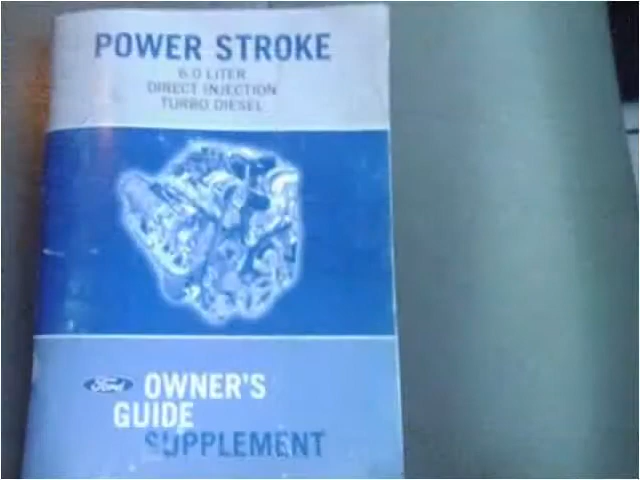 POWER STROKE
6.0 LITER
DIRECT INJECTION
TURBO DIESEL
Ford OWNER'S
GUIDE
SUPPLEMENT